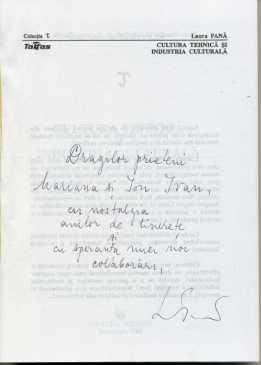 Colecția T.
Laura PANĂ
CULTURA TEHNICĂ ȘI
INDUSTRIA CULTURALĂ
Dragilor prieteni
Mariana și Ion Ivan,
cu nostalgia
anilor de tinerețe
și
cu speranța unei noi
colaborări,